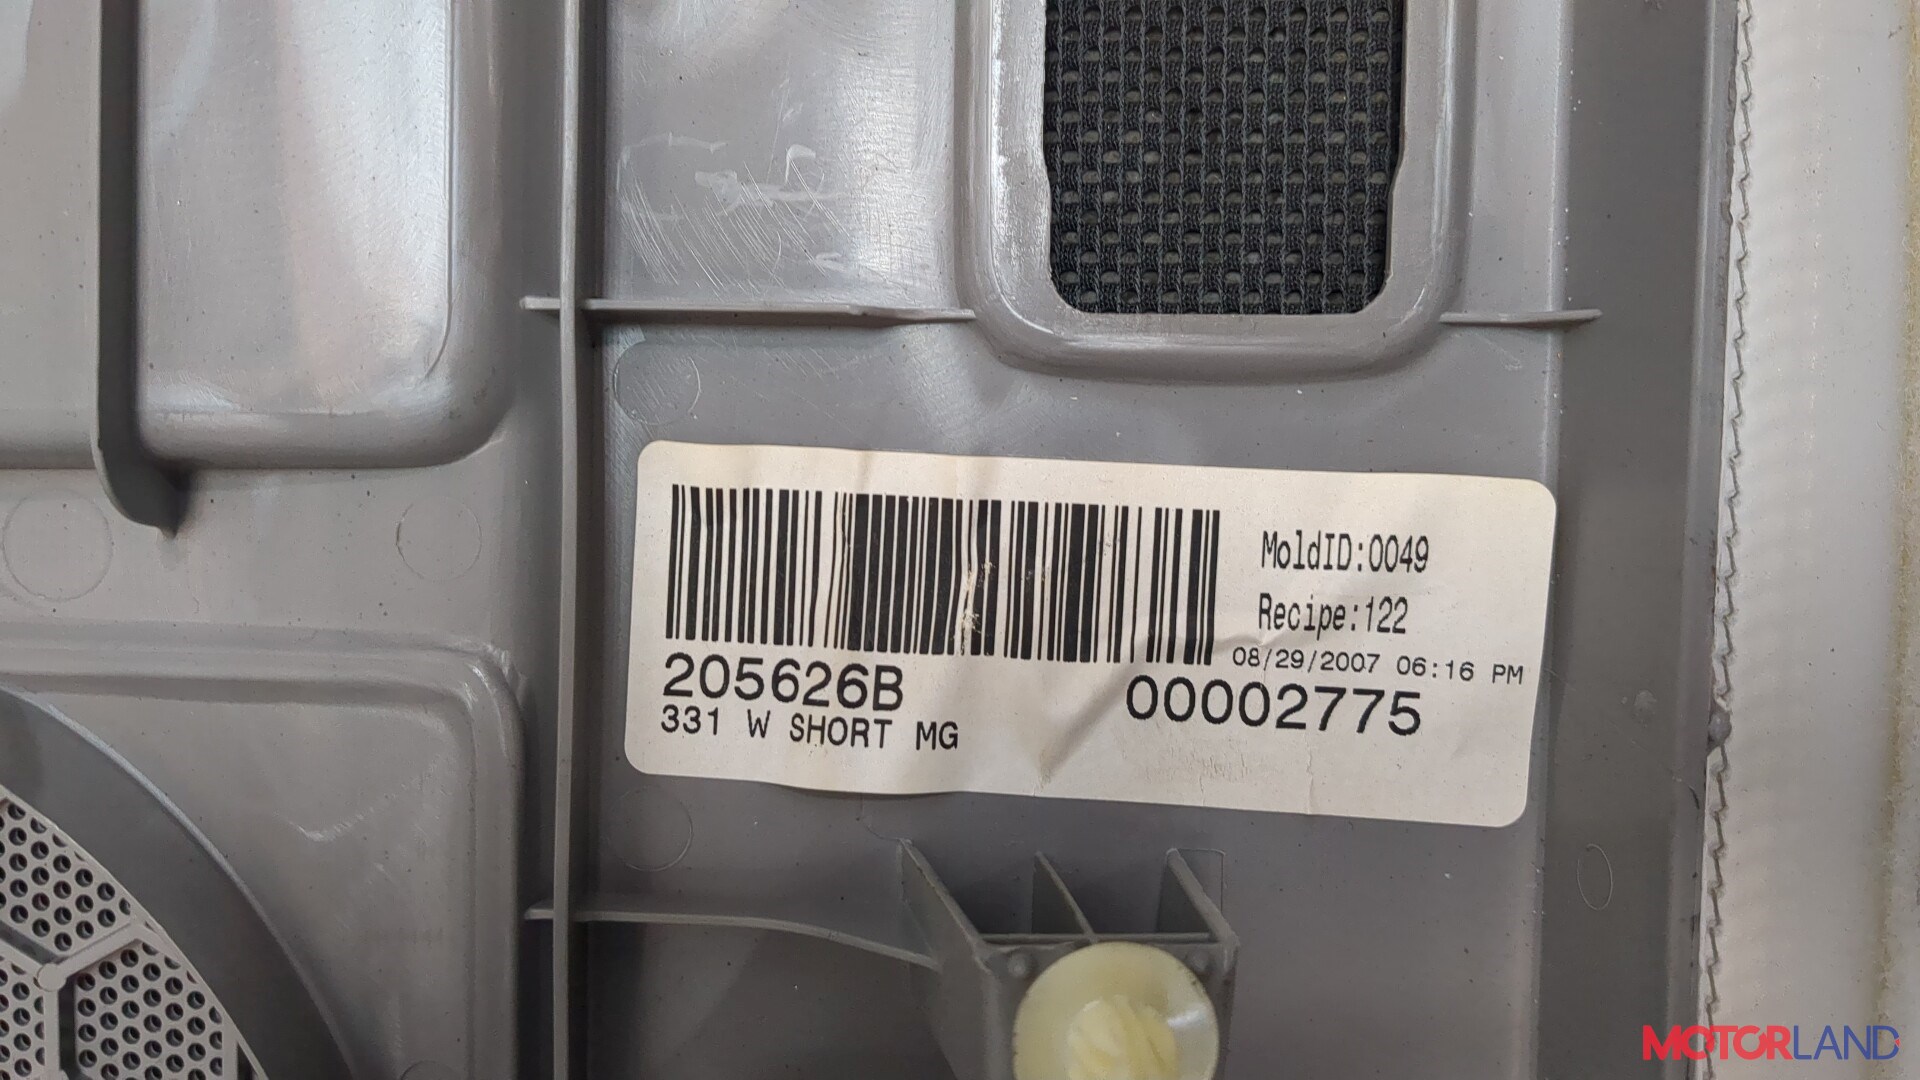 MoldID:0049
Recipe:122
08/29/2007 06:16 PM
205626B
00002775
331 W SHORT MG
MOTORLAND